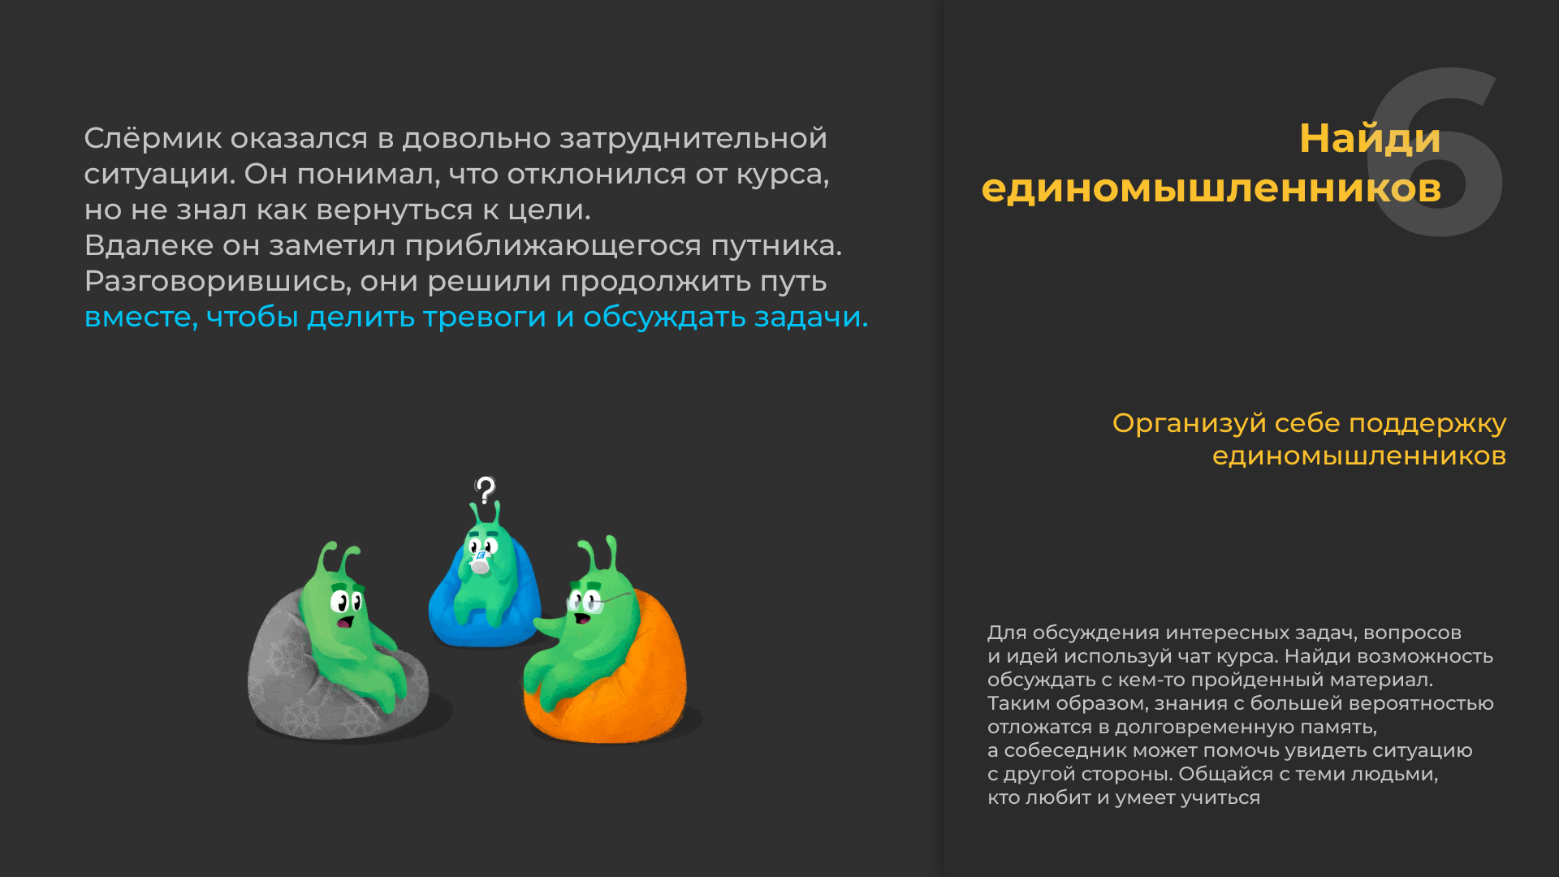 Слёрмик оказался в довольно затруднительной
ситуации. Он понимал, что отклонился от курса,
но не знал как вернуться к цели.
Вдалеке он заметил приближающегося путника.
Разговорившись, они решили продолжить путь
вместе, чтобы делить тревоги и обсуждать задачи.
?
6
Найди
единомышленников
Организуй себе поддержку
единомышленников
Для обсуждения интересных задач, вопросов
и идей используй чат курса. Найди возможность
обсуждать с кем-то пройденный материал.
Таким образом, знания с большей вероятностью
отложатся в долговременную память,
а собеседник может помочь увидеть ситуацию
с другой стороны. Общайся с теми людьми,
кто любит и умеет учиться